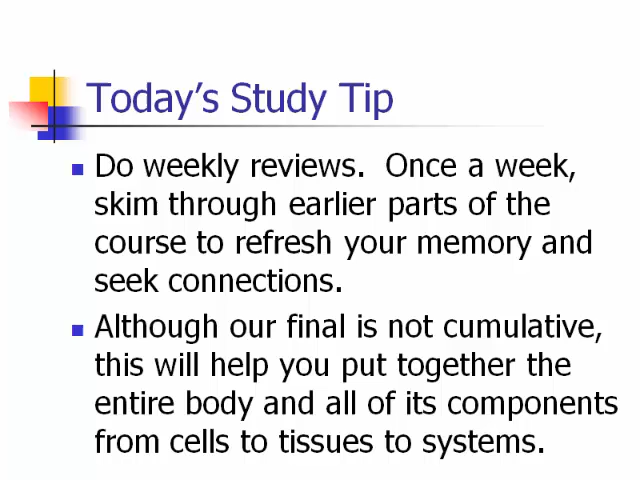 Today’s Study Tip
Do weekly reviews.  Once a week,
skim through earlier parts of the
course to refresh your memory and
seek connections.
Although our final is not cumulative,
this will help you put together the
entire body and all of its components
from cells to tissues to systems.